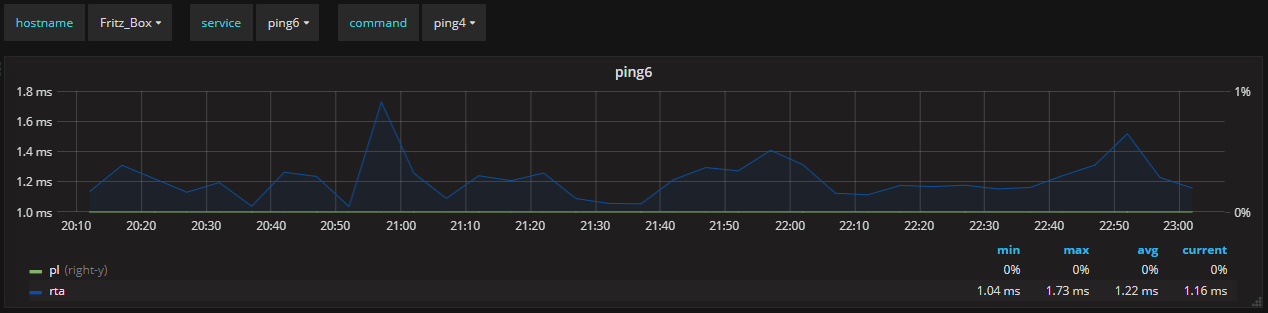 hostname Fritz_Box service ping6 command ping4
ping6
1.8 ms 1%
1.6 ms
1.4 ms
1.2 ms
1.0 ms 0%
20:10 20:20 20:30 20:40 20:50 21:00 21:10 21:20 21:30 21:40 21:50 22:00 22:10 22:20 22:30 22:40 22:50 23:00
min max avg current
pl (right-y) 0% 0% 0% 0%
rta 1.04 ms 1.73 ms 1.22 ms 1.16 ms